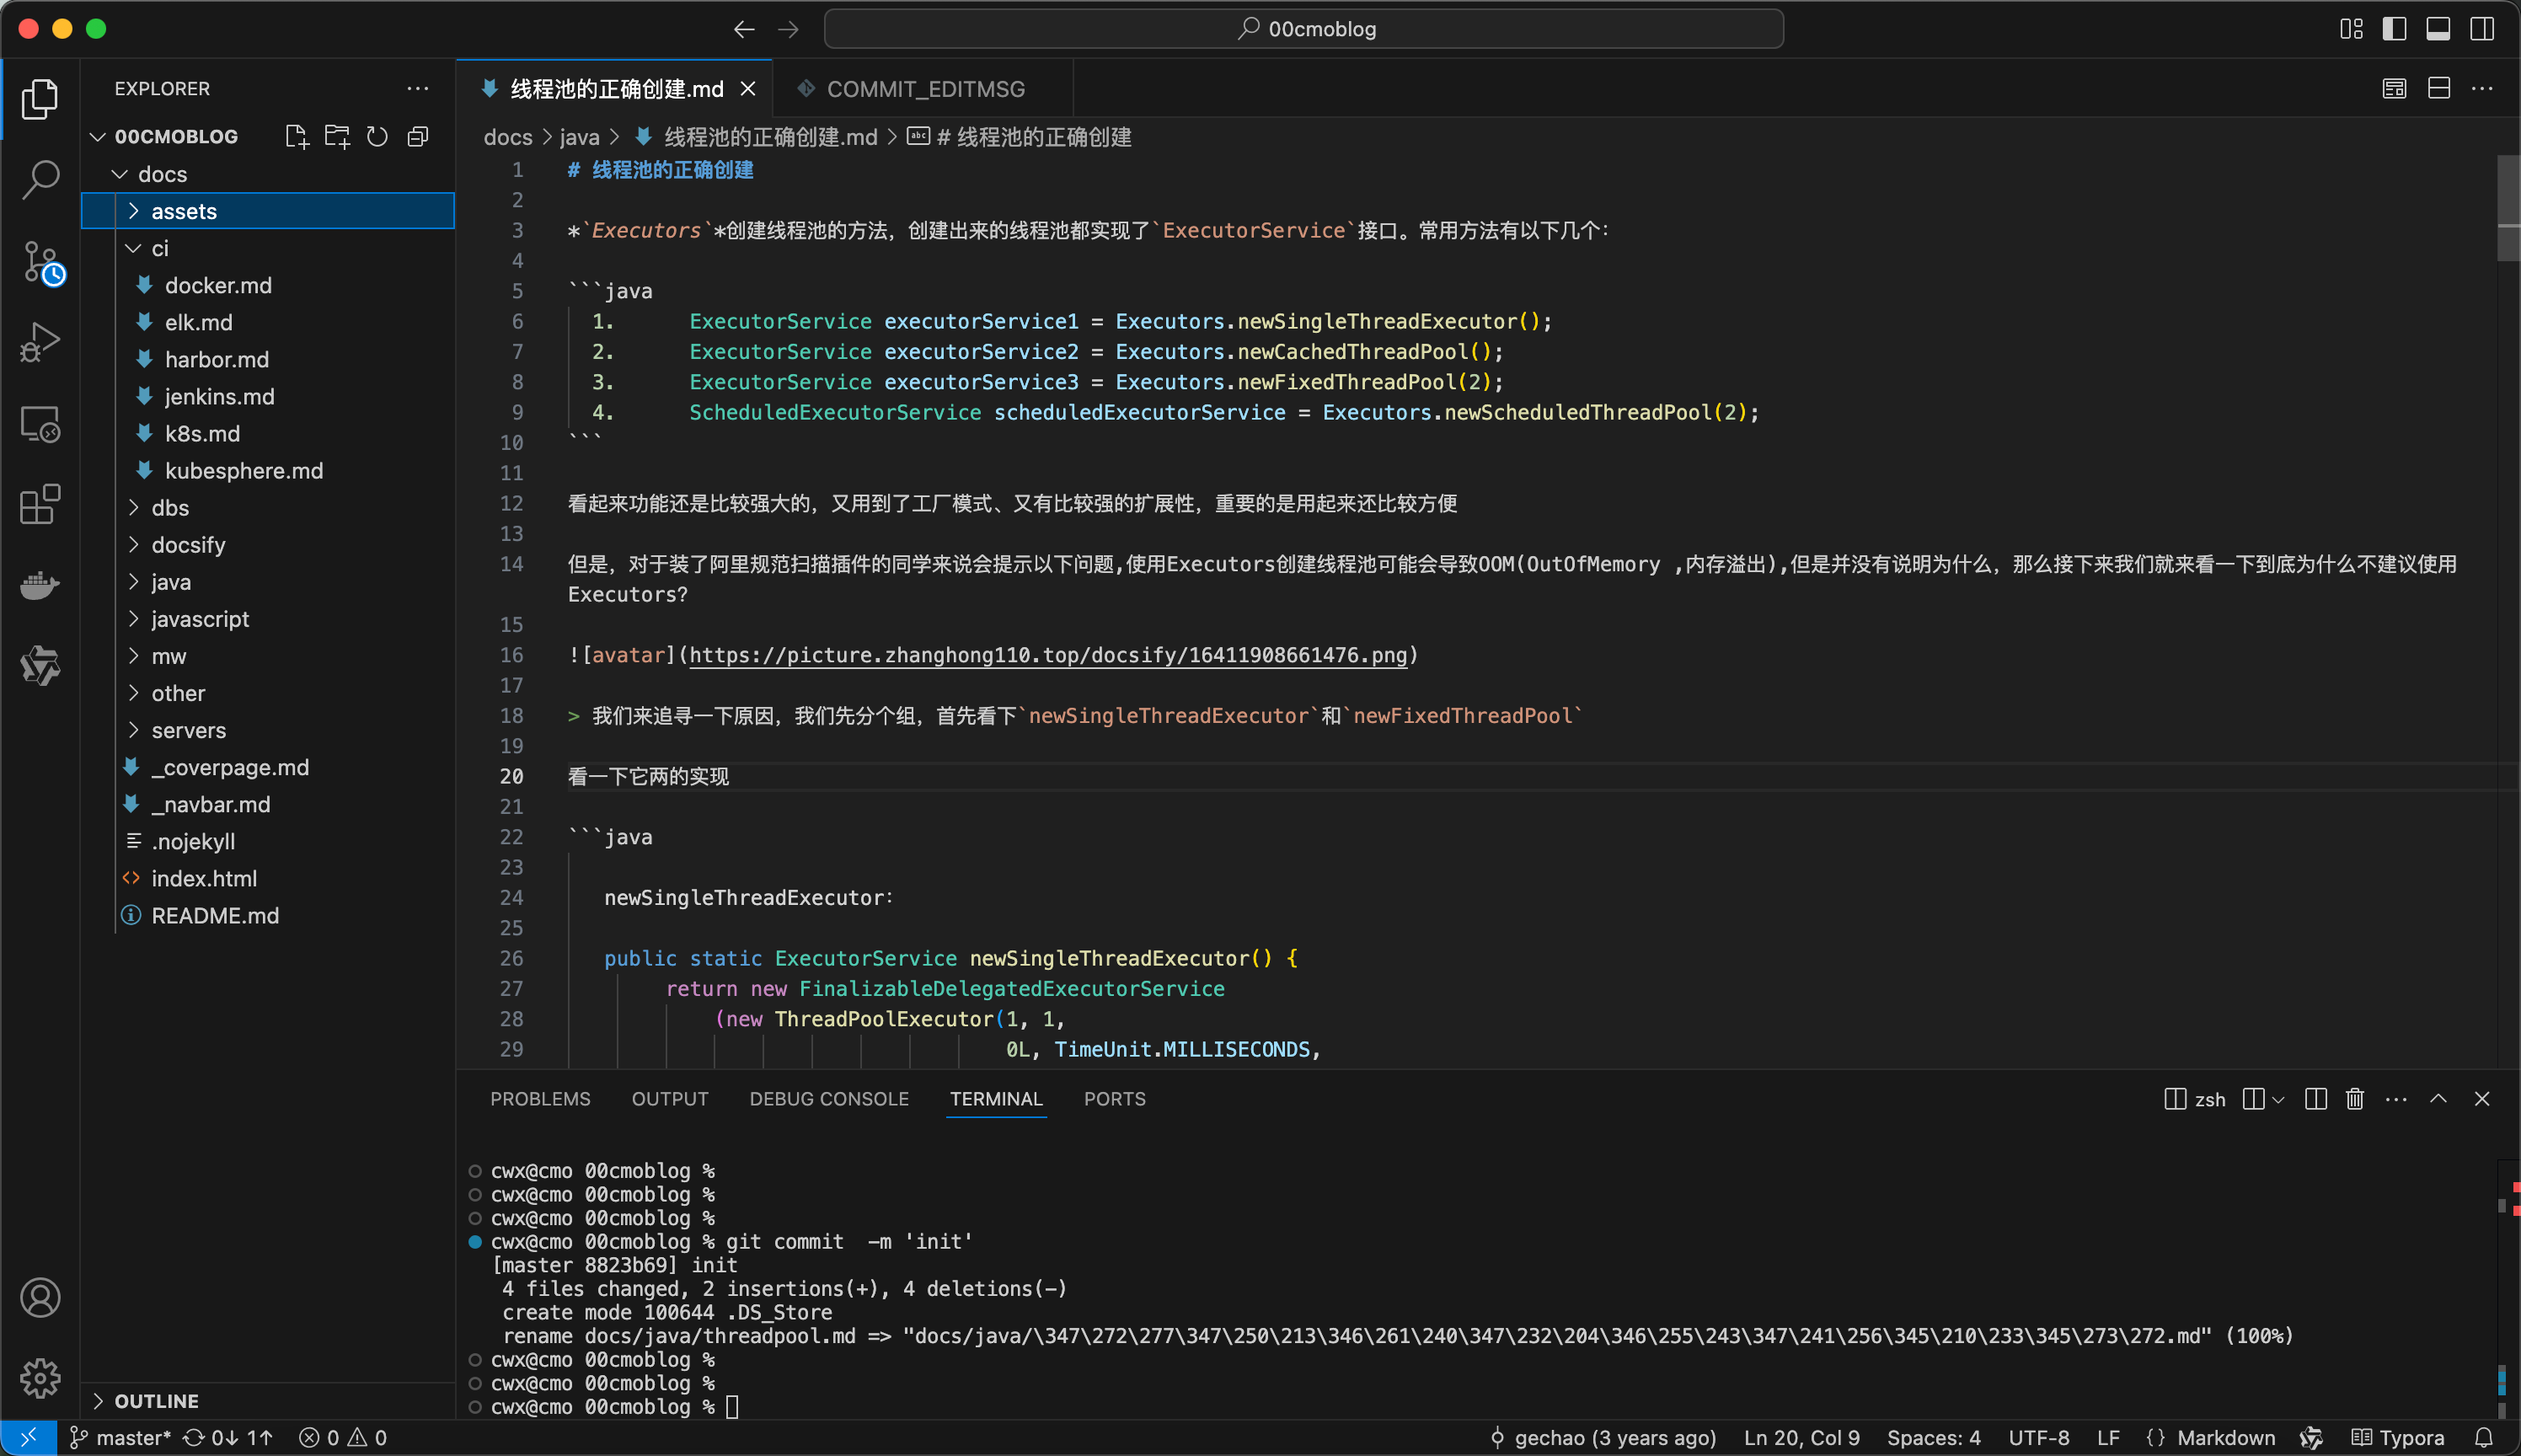 00cmoblog
EXPLORER
00CMOBLOG
docs
assets
ci
docker.md
elk.md
harbor.md
jenkins.md
k8s.md
kubesphere.md
dbs
docsify
java
javascript
mw
other
servers
_coverpage.md
_navbar.md
.nojekyll
index.html
README.md
OUTLINE
线程池的正确创建.md
COMMIT_EDITMSG
docs > java > 线程池的正确创建.md > # 线程池的正确创建
1 # 线程池的正确创建
2
3 *`Executors`*创建线程池的方法，创建出来的线程池都实现了`ExecutorService`接口。常用方法有以下几个：
4
5 ```java
6 1. ExecutorService executorService1 = Executors.newSingleThreadExecutor();
7 2. ExecutorService executorService2 = Executors.newCachedThreadPool();
8 3. ExecutorService executorService3 = Executors.newFixedThreadPool(2);
9 4. ScheduledExecutorService scheduledExecutorService = Executors.newScheduledThreadPool(2);
10 ```
11
12 看起来功能还是比较强大的，又用到了工厂模式、又有比较强的扩展性，重要的是用起来还比较方便
13
14 但是，对于装了阿里规范扫描插件的同学来说会提示以下问题,使用Executors创建线程池可能会导致OOM(OutOfMemory ,内存溢出),但是并没有说明为什么，那么接下来我们就来看一下到底为什么不建议使用
Executors?
15
16 ![avatar](https://picture.zhanghong110.top/docsify/16411908661476.png)
17
18 > 我们来追寻一下原因，我们先分个组，首先看下`newSingleThreadExecutor`和`newFixedThreadPool`
19
20 看一下它两的实现
21
22 ```java
23
24 newSingleThreadExecutor：
25
26 public static ExecutorService newSingleThreadExecutor() {
27 return new FinalizableDelegatedExecutorService
28 (new ThreadPoolExecutor(1, 1,
29 0L, TimeUnit.MILLISECONDS,
PROBLEMS OUTPUT DEBUG CONSOLE TERMINAL PORTS
zsh
cwx@cmo 00cmoblog %
cwx@cmo 00cmoblog %
cwx@cmo 00cmoblog %
cwx@cmo 00cmoblog % git commit  -m 'init'
[master 8823b69] init
4 files changed, 2 insertions(+), 4 deletions(-)
create mode 100644 .DS_Store
rename docs/java/threadpool.md => "docs/java/\347\272\277\347\250\213\346\261\240\347\232\204\346\255\243\347\241\256\345\210\233\345\273\272.md" (100%)
cwx@cmo 00cmoblog %
cwx@cmo 00cmoblog %
cwx@cmo 00cmoblog %
master* 0↓ 1↑ 0 0
gechao (3 years ago) Ln 20, Col 9 Spaces: 4 UTF-8 LF {} Markdown Typora